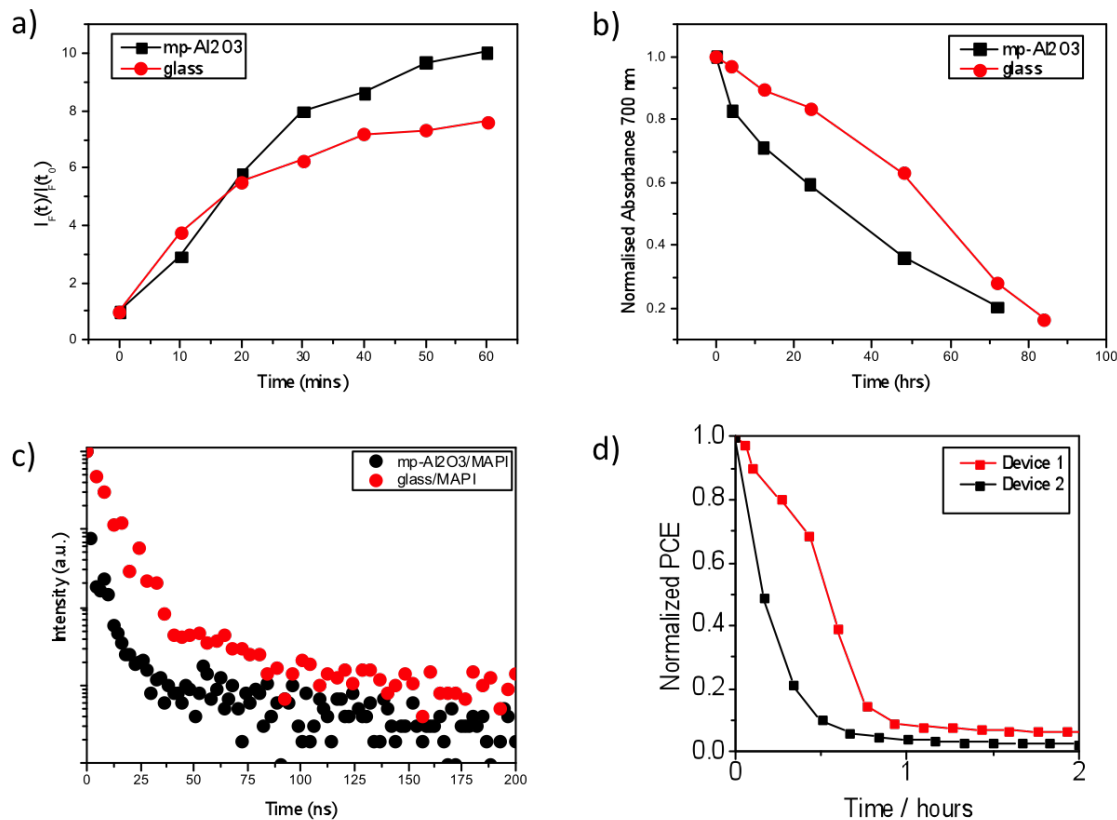 a)
mp-Al2O3
glass
10
8
6
4
2
0
I_F(t)/I_F(t_0)
0 10 20 30 40 50 60
Time (mins)
b)
mp-Al2O3
glass
1.0
0.8
0.6
0.4
0.2
Normalised Absorbance 700 nm
0 20 40 60 80 100
Time (hrs)
c)
mp-Al2O3/MAPI
glass/MAPI
Intensity (a.u.)
0 25 50 75 100 125 150 175 200
Time (ns)
d)
Device 1
Device 2
1.0
0.8
0.6
0.4
0.2
0.0
Normalized PCE
0 1 2
Time / hours